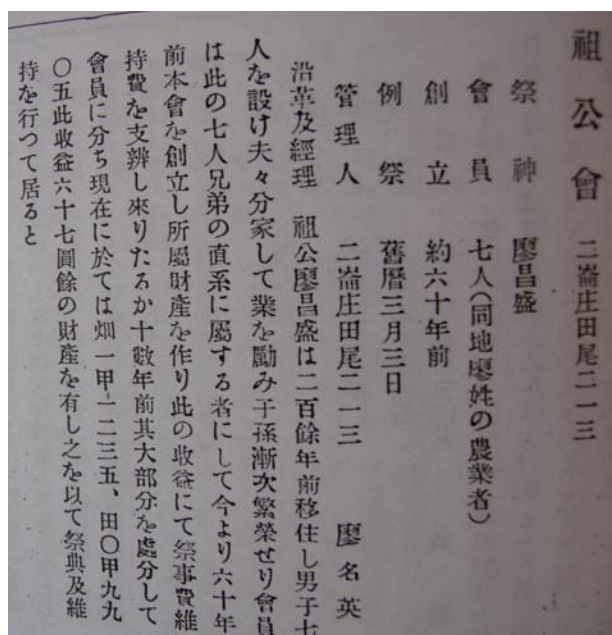 祖公會 二崙庄田尾二一三
祭神 廖昌盛
會員 七人(同地廖姓の農業者)
創立 約六十年前
例祭 舊曆三月三日
管理人 二崙庄田尾二一三 廖名英
沿革及經理 祖公廖昌盛は二百餘年前移住し男子七
人を設け夫々分家して業を勵み子孫漸次繁榮せり會員
は此の七人兄弟の直系に屬する者にして今より六十年
前本會を創立し所屬財產を作り此の收益にて祭事費維
持費を支辨し來りたるか十數年前其大部分を處分して
會員に分ち現在に於ては畑一甲一二三五、田〇甲九九
〇五此收益六十七圓餘の財產を有し之を以て祭典及維
持を行つて居ると